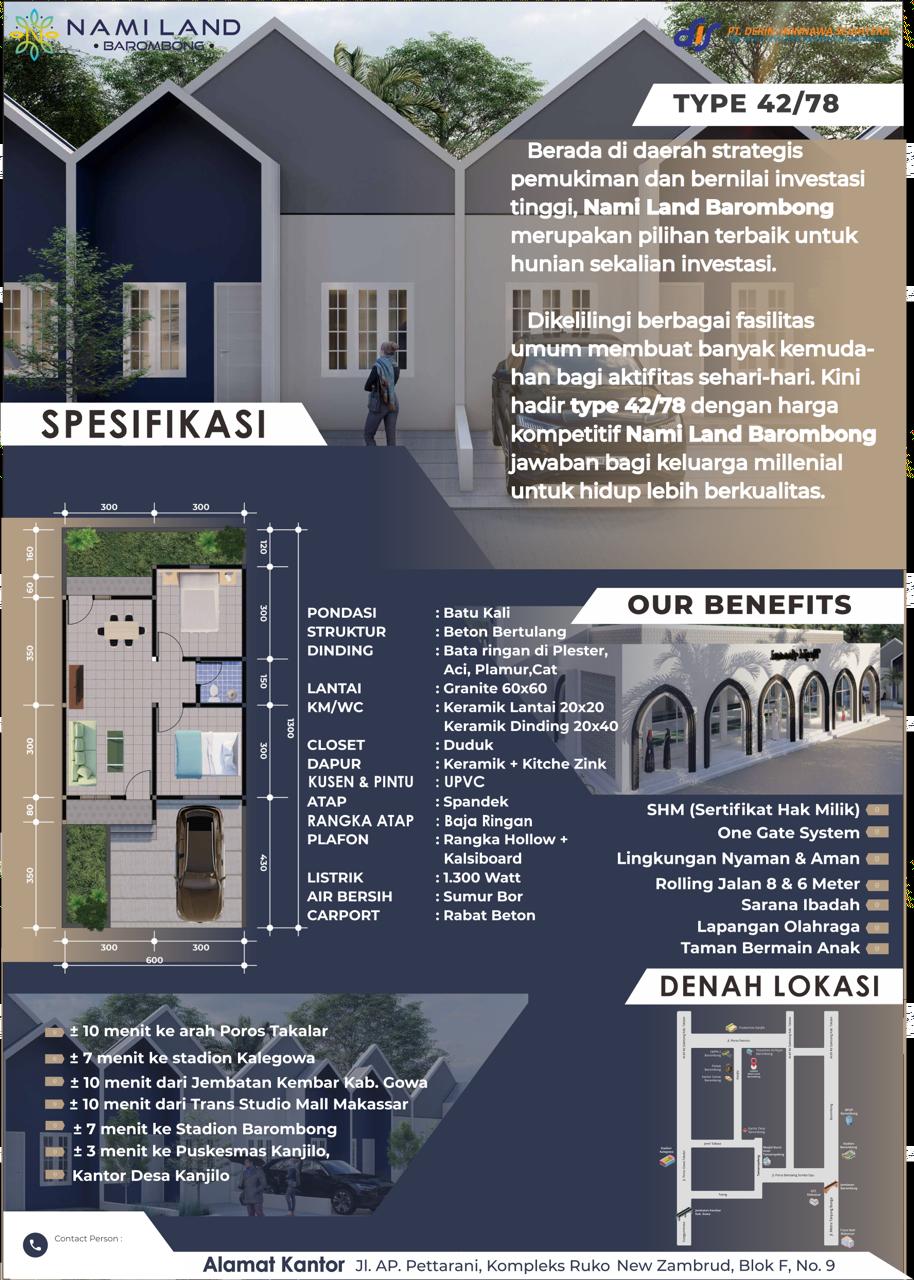 NAMI LAND
• BAROMBONG •
TYPE 42/78
Berada di daerah strategis
pemukiman dan bernilai investasi
tinggi, Nami Land Barombong
merupakan pilihan terbaik untuk
hunian sekalian investasi.
Dikelilingi berbagai fasilitas
umum membuat banyak kemuda-
han bagi aktifitas sehari-hari. Kini
hadir type 42/78 dengan harga
kompetitif Nami Land Barombong
jawaban bagi keluarga millenial
untuk hidup lebih berkualitas.
SPESIFIKASI
300 300
160
60
350
300
80
350
120
300
150
300
430
1300
300 300
600
PONDASI : Batu Kali
STRUKTUR : Beton Bertulang
DINDING : Bata ringan di Plester,
Aci, Plamur,Cat
LANTAI : Granite 60x60
KM/WC : Keramik Lantai 20x20
Keramik Dinding 20x40
CLOSET : Duduk
DAPUR : Keramik + Kitche Zink
KUSEN & PINTU : UPVC
ATAP : Spandek
RANGKA ATAP : Baja Ringan
PLAFON : Rangka Hollow +
Kalsiboard
LISTRIK : 1.300 Watt
AIR BERSIH : Sumur Bor
CARPORT : Rabat Beton
OUR BENEFITS
SHM (Sertifikat Hak Milik)
One Gate System
Lingkungan Nyaman & Aman
Rolling Jalan 8 & 6 Meter
Sarana Ibadah
Lapangan Olahraga
Taman Bermain Anak
DENAH LOKASI
± 10 menit ke arah Poros Takalar
± 7 menit ke stadion Kalegowa
± 10 menit dari Jembatan Kembar Kab. Gowa
± 10 menit dari Trans Studio Mall Makassar
± 7 menit ke Stadion Barombong
± 3 menit ke Puskesmas Kanjilo,
Kantor Desa Kanjilo
Contact Person :
Alamat Kantor Jl. AP. Pettarani, Kompleks Ruko New Zambrud, Blok F, No. 9